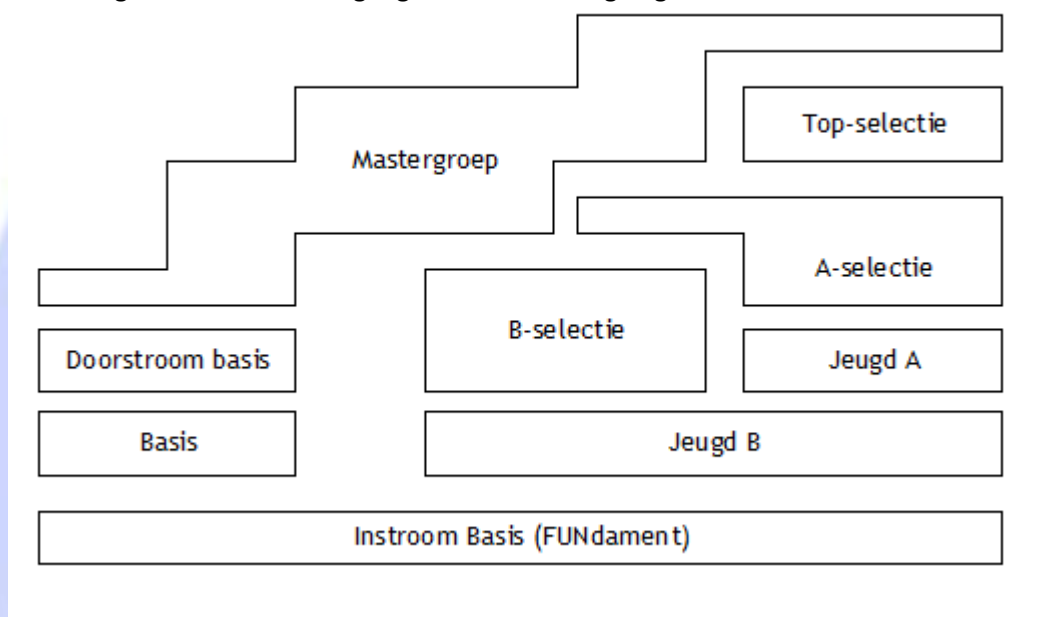 Top-selectie
Mastergroep
A-selectie
B-selectie
Doorstroom basis
Jeugd A
Basis
Jeugd B
Instroom Basis (FUNdament)